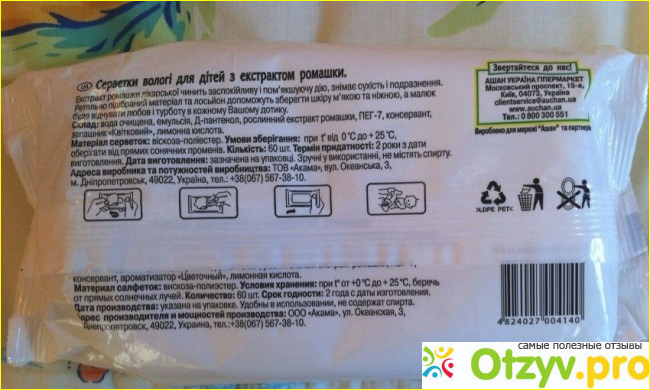 UA Серветки вологі для дітей з екстрактом ромашки.
Екстракт ромашки лікарської чинить заспокійливу і пом'якшуючу дію, знімає сухість і подразнення.
Ретельно підібраний матеріал та лосьйон допоможуть зберегти шкіру м'якою та ніжною, а малюк
буде відчувати любов і турботу в кожному Вашому дотику.
Склад: вода очищена, емульсія, Д-пантенол, рослинний екстракт ромашки, ПЕГ-7, консервант,
запашник «Квітковий», лимонна кислота.
Матеріал серветок: віскоза-поліестер. Умови зберігання: при t° від 0°C до + 25°C,
оберігати від прямих сонячних променів. Кількість: 60 шт. Термін придатності: 2 роки з дати
виготовлення. Дата виготовлення: зазначена на упаковці. Зручні у використанні, не містять спирту.
Адреса виробника та потужностей виробництва: ТОВ «Акама», вул. Океанська, 3,
м. Дніпропетровськ, 49022, Україна, тел.:+38(067) 567-38-10.
Звертайтеся до нас!
АШАН УКРАЇНА ГІПЕРМАРКЕТ
Московський проспект, 15-а,
Київ, 04073, Україна
clientservice@auchan.ua
www.auchan.ua
Тел.: 0 800 300 551
Вироблено для мережі "Ашан" та партнер
>LDPE PET<
консервант, ароматизатор «Цветочный», лимонная кислота.
Материал салфеток: вискоза-полиэстер. Условия хранения: при t° от +0°C до + 25°C, беречь
от прямых солнечных лучей. Количество: 60 шт. Срок годности: 2 года с даты изготовления.
Дата производства: указана на упаковке. Удобны в использовании, не содержат спирта.
рес производителя и мощностей производства: ООО «Акама», ул. Океанская, 3,
Днепропетровск, 49022, Украина, тел.:+38(067) 567-38-10.
4824027004140
самые полезные отзывы
Otzyv.pro